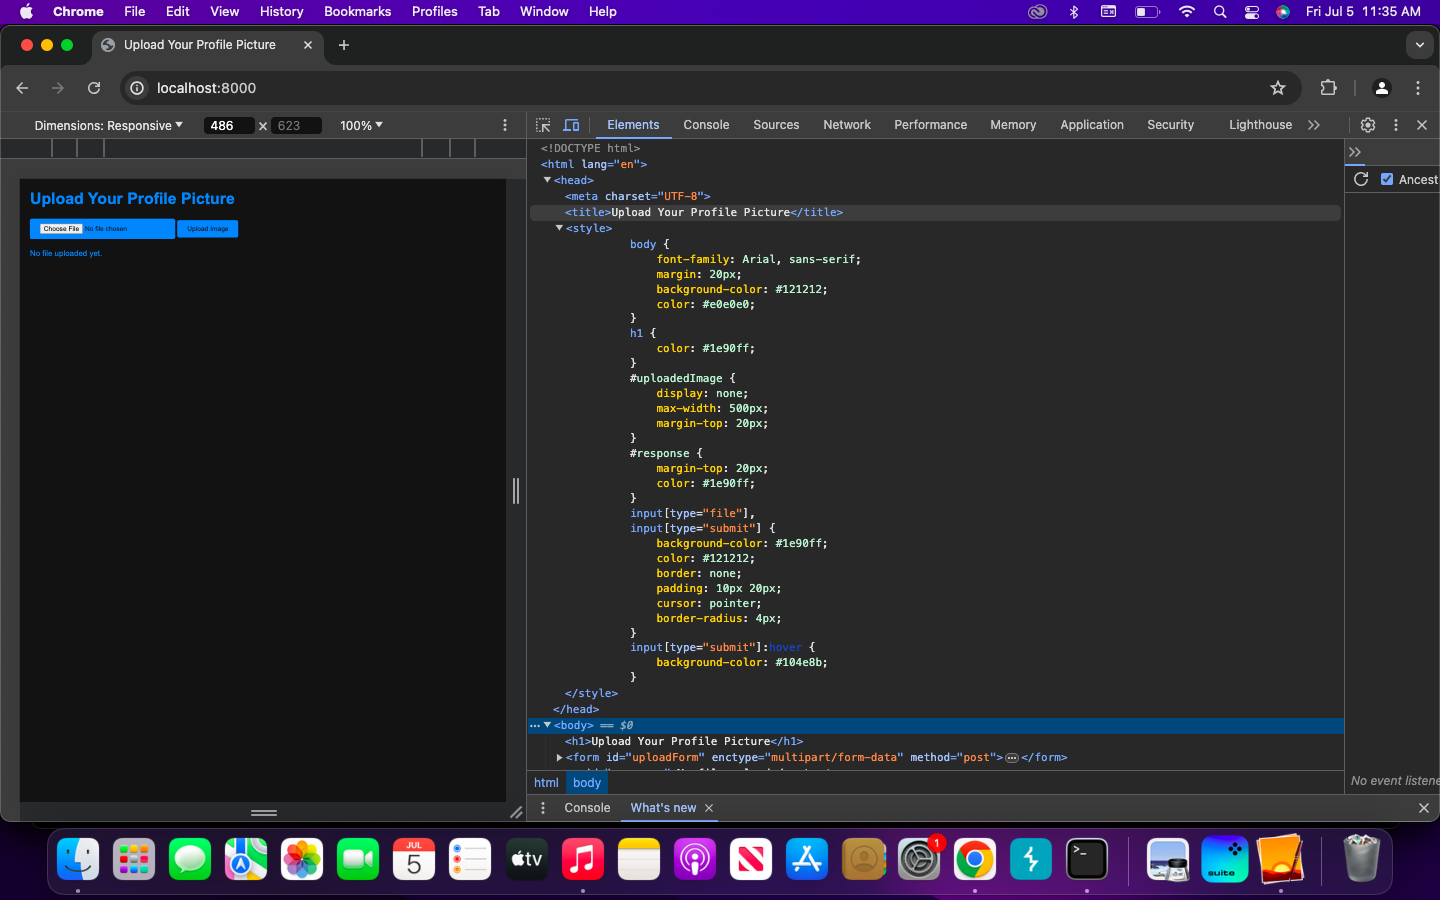 Chrome File Edit View History Bookmarks Profiles Tab Window Help Fri Jul 5 11:35 AM
Upload Your Profile Picture
localhost:8000
Dimensions: Responsive 486 x 623 100%
Elements Console Sources Network Performance Memory Application Security Lighthouse
Upload Your Profile Picture
Choose File No file chosen Upload Image
No file uploaded yet.
<!DOCTYPE html>
<html lang="en">
<head>
<meta charset="UTF-8">
<title>Upload Your Profile Picture</title>
<style>
body {
font-family: Arial, sans-serif;
margin: 20px;
background-color: #121212;
color: #e0e0e0;
}
h1 {
color: #1e90ff;
}
#uploadedImage {
display: none;
max-width: 500px;
margin-top: 20px;
}
#response {
margin-top: 20px;
color: #1e90ff;
}
input[type="file"],
input[type="submit"] {
background-color: #1e90ff;
color: #121212;
border: none;
padding: 10px 20px;
cursor: pointer;
border-radius: 4px;
}
input[type="submit"]:hover {
background-color: #104e8b;
}
</style>
</head>
<body> == $0
<h1>Upload Your Profile Picture</h1>
<form id="uploadForm" enctype="multipart/form-data" method="post"> </form>
html body
Ancest
No event listene
Console What's new
JUL
5
tv
1
>_
suite